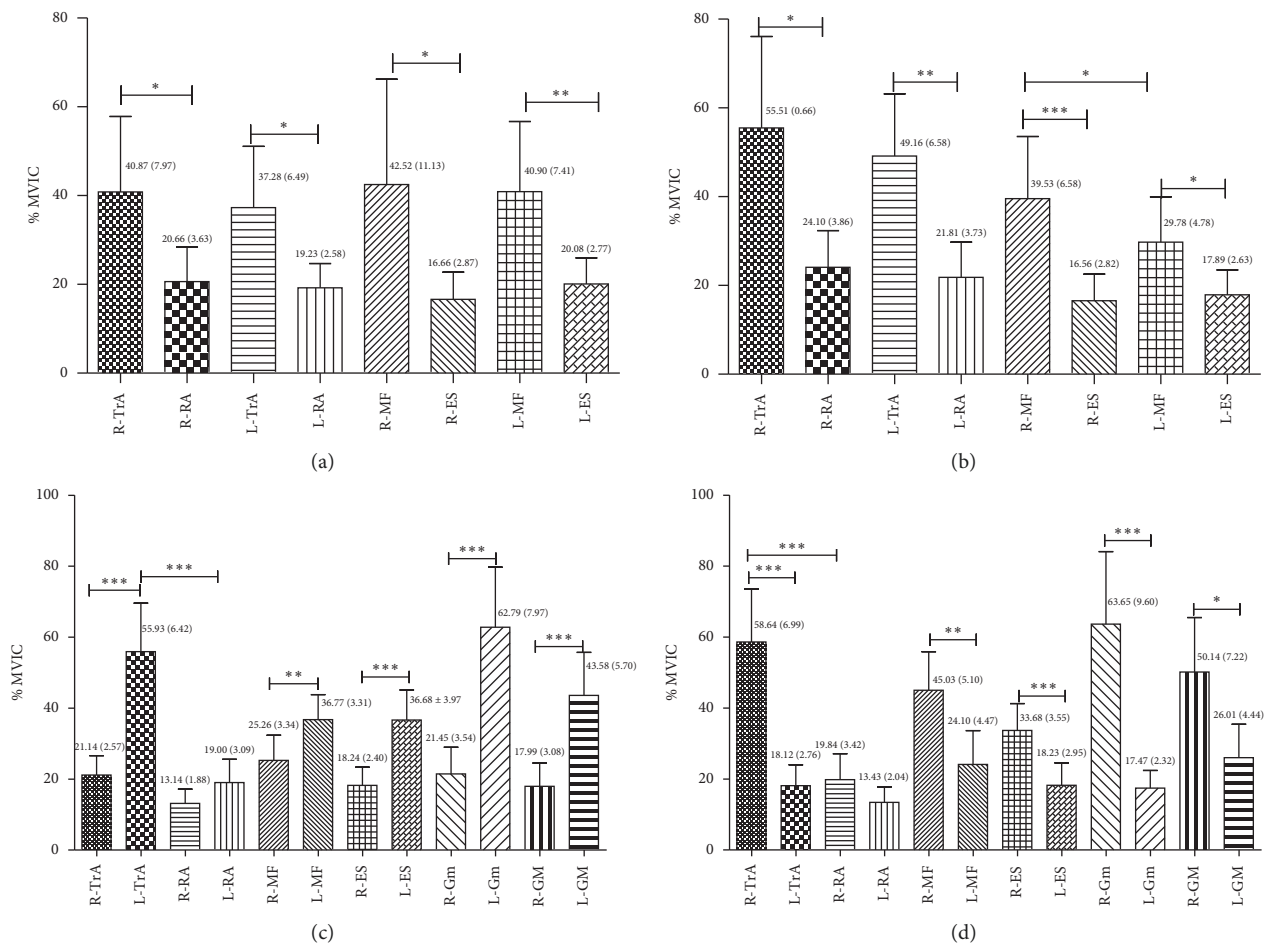 80
60
40
20
0
% MVIC
*
*
*
**
40.87 (7.97)
20.66 (3.63)
37.28 (6.49)
19.23 (2.58)
42.52 (11.13)
16.66 (2.87)
40.90 (7.41)
20.08 (2.77)
R-TrA
R-RA
L-TrA
L-RA
R-MF
R-ES
L-MF
L-ES
(a)
80
60
40
20
0
% MVIC
*
**
*
***
*
55.51 (0.66)
24.10 (3.86)
49.16 (6.58)
21.81 (3.73)
39.53 (6.58)
16.56 (2.82)
29.78 (4.78)
17.89 (2.63)
R-TrA
R-RA
L-TrA
L-RA
R-MF
R-ES
L-MF
L-ES
(b)
100
80
60
40
20
0
% MVIC
***
***
**
***
***
***
21.14 (2.57)
55.93 (6.42)
13.14 (1.88)
19.00 (3.09)
25.26 (3.34)
36.77 (3.31)
18.24 (2.40)
36.68 ± 3.97
21.45 (3.54)
62.79 (7.97)
17.99 (3.08)
43.58 (5.70)
R-TrA
L-TrA
R-RA
L-RA
R-MF
L-MF
R-ES
L-ES
R-Gm
L-Gm
R-GM
L-GM
(c)
100
80
60
40
20
0
% MVIC
***
***
**
***
***
*
58.64 (6.99)
18.12 (2.76)
19.84 (3.42)
13.43 (2.04)
45.03 (5.10)
24.10 (4.47)
33.68 (3.55)
18.23 (2.95)
63.65 (9.60)
17.47 (2.32)
50.14 (7.22)
26.01 (4.44)
R-TrA
L-TrA
R-RA
L-RA
R-MF
L-MF
R-ES
L-ES
R-Gm
L-Gm
R-GM
L-GM
(d)